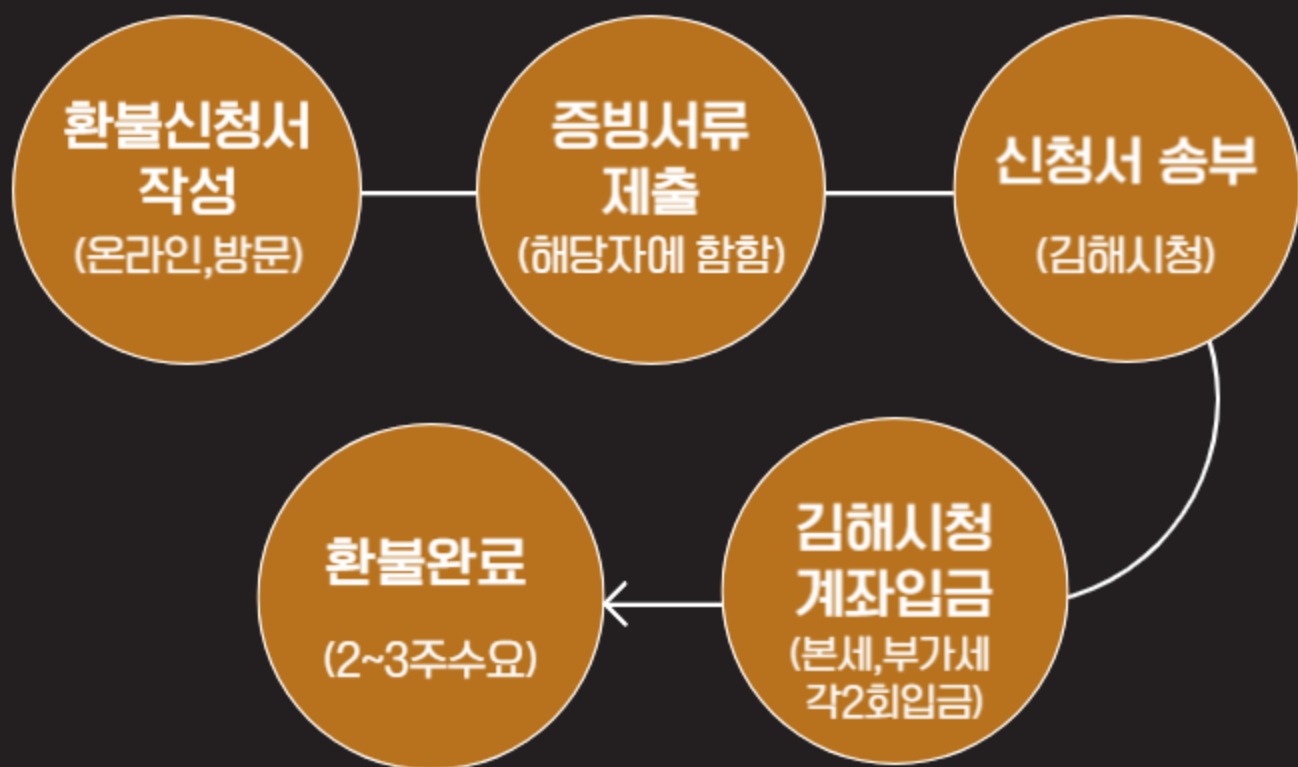 환불신청서
작성
(온라인,방문)
증빙서류
제출
(해당자에 함함)
신청서 송부
(김해시청)
김해시청
계좌입금
(본세,부가세
각2회입금)
환불완료
(2~3주수요)